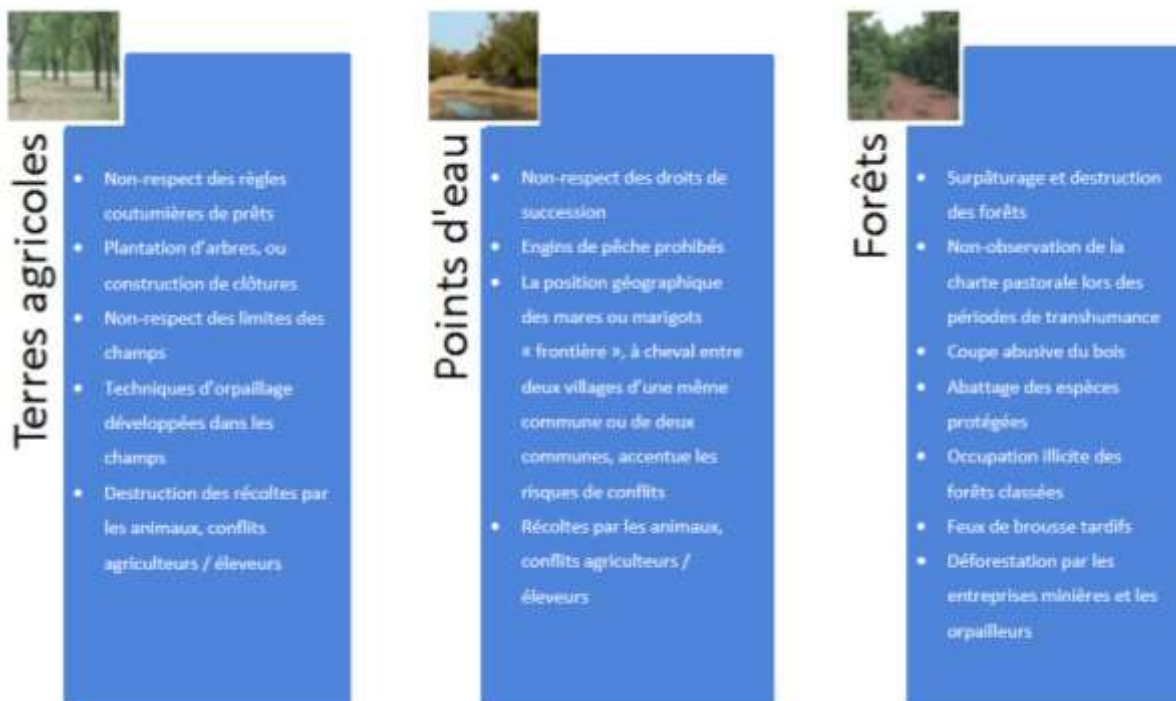 Terres agricoles
• Non-respect des règles
coutumières de prêts
• Plantation d'arbres, ou
construction de clôtures
• Non-respect des limites des
champs
• Techniques d'orpaillage
développées dans les
champs
• Destruction des récoltes par
les animaux, conflits
agriculteurs / éleveurs
Points d'eau
• Non-respect des droits de
succession
• Engins de pêche prohibés
• La position géographique
des mares ou marigots
« frontière », à cheval entre
deux villages d'une même
commune ou de deux
communes, accentue les
risques de conflits
• Récoltes par les animaux,
conflits agriculteurs /
éleveurs
Forêts
• Surpâturage et destruction
des forêts
• Non-observation de la
charte pastorale lors des
périodes de transhumance
• Coupe abusive du bois
• Abattage des espèces
protégées
• Occupation illicite des
forêts classées
• Feux de brousse tardifs
• Déforestation par les
entreprises minières et les
orpailleurs